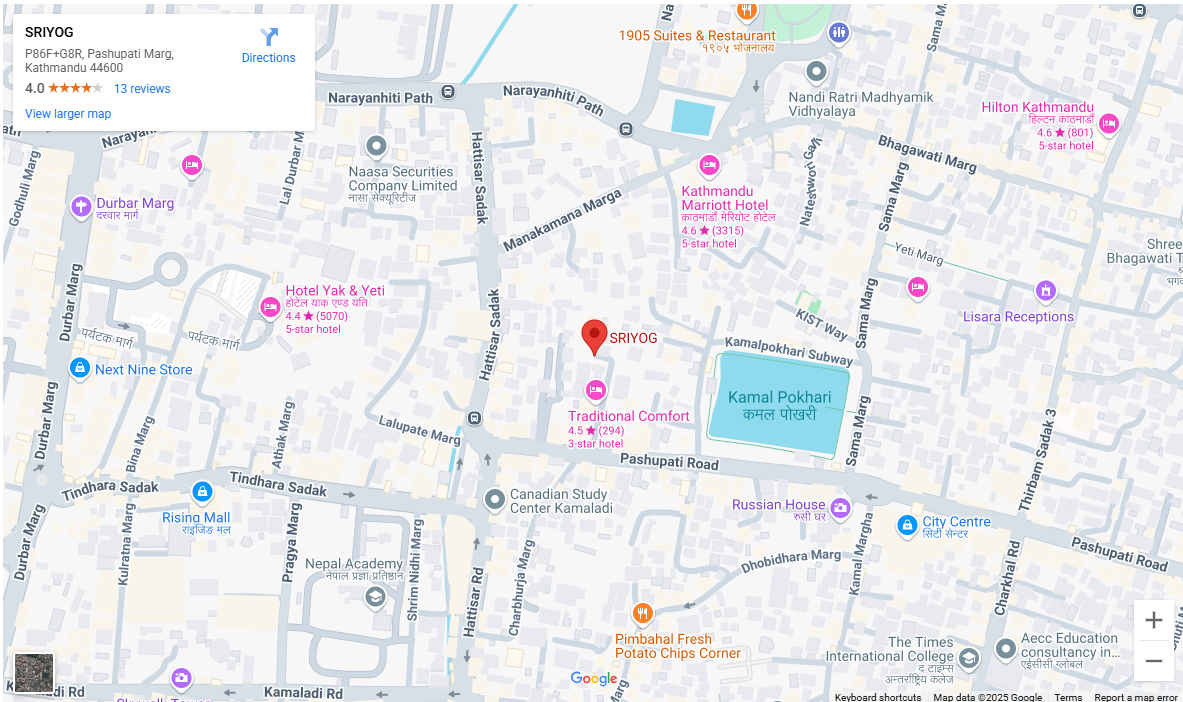 SRIYOG
P86F+G8R, Pashupati Marg,
Kathmandu 44600
4.0
13 reviews
View larger map
Directions
1905 Suites & Restaurant
१९०५ भोजनालय
Narayanhiti Path
Narayanhiti Path
Nandi Ratri Madhyamik
Vidhyalaya
Hilton Kathmandu
हिल्टन काठमाडौं
4.6 ★ (801)
5-star hotel
Bhagawati Marg
Sama Marg
Godhuli Marg
Lal Durbar M
Hattisar Sadak
Naasa Securities
Company Limited
नासा सेक्यूरिटीज
Durbar Marg
दरवार मार्ग
Kathmandu
Marriott Hotel
काठमाडौं मेरियोट होटेल
4.6 ★ (3315)
5-star hotel
Manakamana Marga
Nateshwori Marg
Sama Marg
Yeti Marg
Shree
Bhagawati T
Lisara Receptions
Hotel Yak & Yeti
होटेल याक एण्ड यति
4.4 ★ (5070)
5-star hotel
Durbar Marg
पर्यटक मार्ग
पर्यटक मार्ग
Hattisar Sadak
SRIYOG
KIST Way
Sama Marg
Kamalpokhari Subway
Next Nine Store
Kamal Pokhari
कमल पोखरी
Traditional Comfort
4.5 ★ (294)
3-star hotel
Durbar Marg
Bina Marg
Athak Marg
Lalupate Marg
Sama Marg
Thirbam Sadak 3
Pashupati Road
Tindhara Sadak
Tindhara Sadak
Rising Mall
राइजिङ मल
Canadian Study
Center Kamaladi
Russian House
रुसी घर
City Centre
सिटी सेन्टर
Pashupati Road
Durbar Marg
Kulratna Marg
Pragya Marg
Nepal Academy
नेपाल प्रज्ञा प्रतिष्ठान
Shrim Nidhi Marg
Hattisar Rd
Charbhurja Marg
Dhobidhara Marg
Kamal Margha
Charkhal Rd
Pimbahal Fresh
Potato Chips Corner
The Times
International College
द टाइम्स
अन्तर्राष्ट्रिय कलेज
Aecc Education
consultancy in...
एईसीसी ग्लोबल
Kamaladi Rd
Google
Keyboard shortcuts
Map data ©2025 Google
Terms
Report a map error